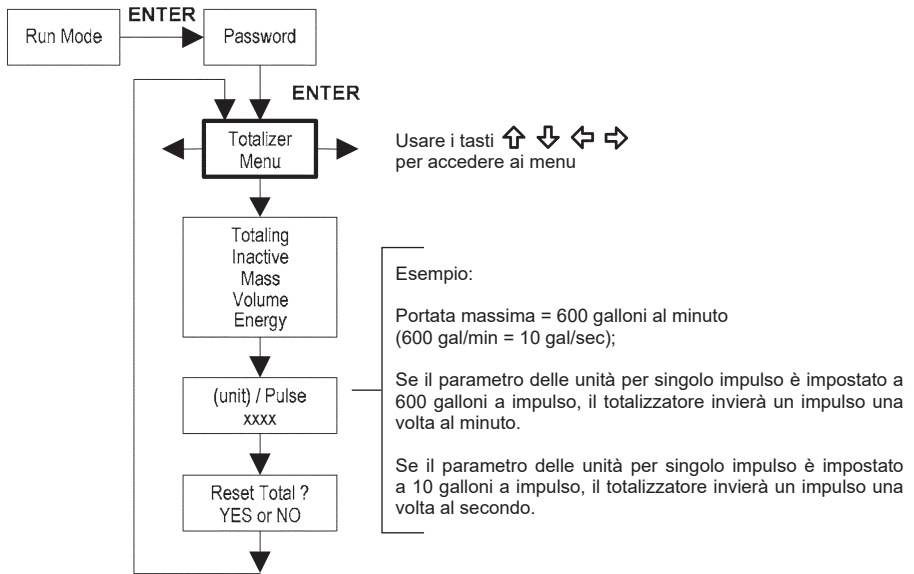 ENTER
Run Mode
Password
ENTER
Totalizer
Menu
Usare i tasti
per accedere ai menu
Totaling
Inactive
Mass
Volume
Energy
(unit) / Pulse
xxxx
Reset Total ?
YES or NO
Esempio:
Portata massima = 600 galloni al minuto
(600 gal/min = 10 gal/sec);
Se il parametro delle unità per singolo impulso è impostato a
600 galloni a impulso, il totalizzatore invierà un impulso una
volta al minuto.
Se il parametro delle unità per singolo impulso è impostato
a 10 galloni a impulso, il totalizzatore invierà un impulso una
volta al secondo.